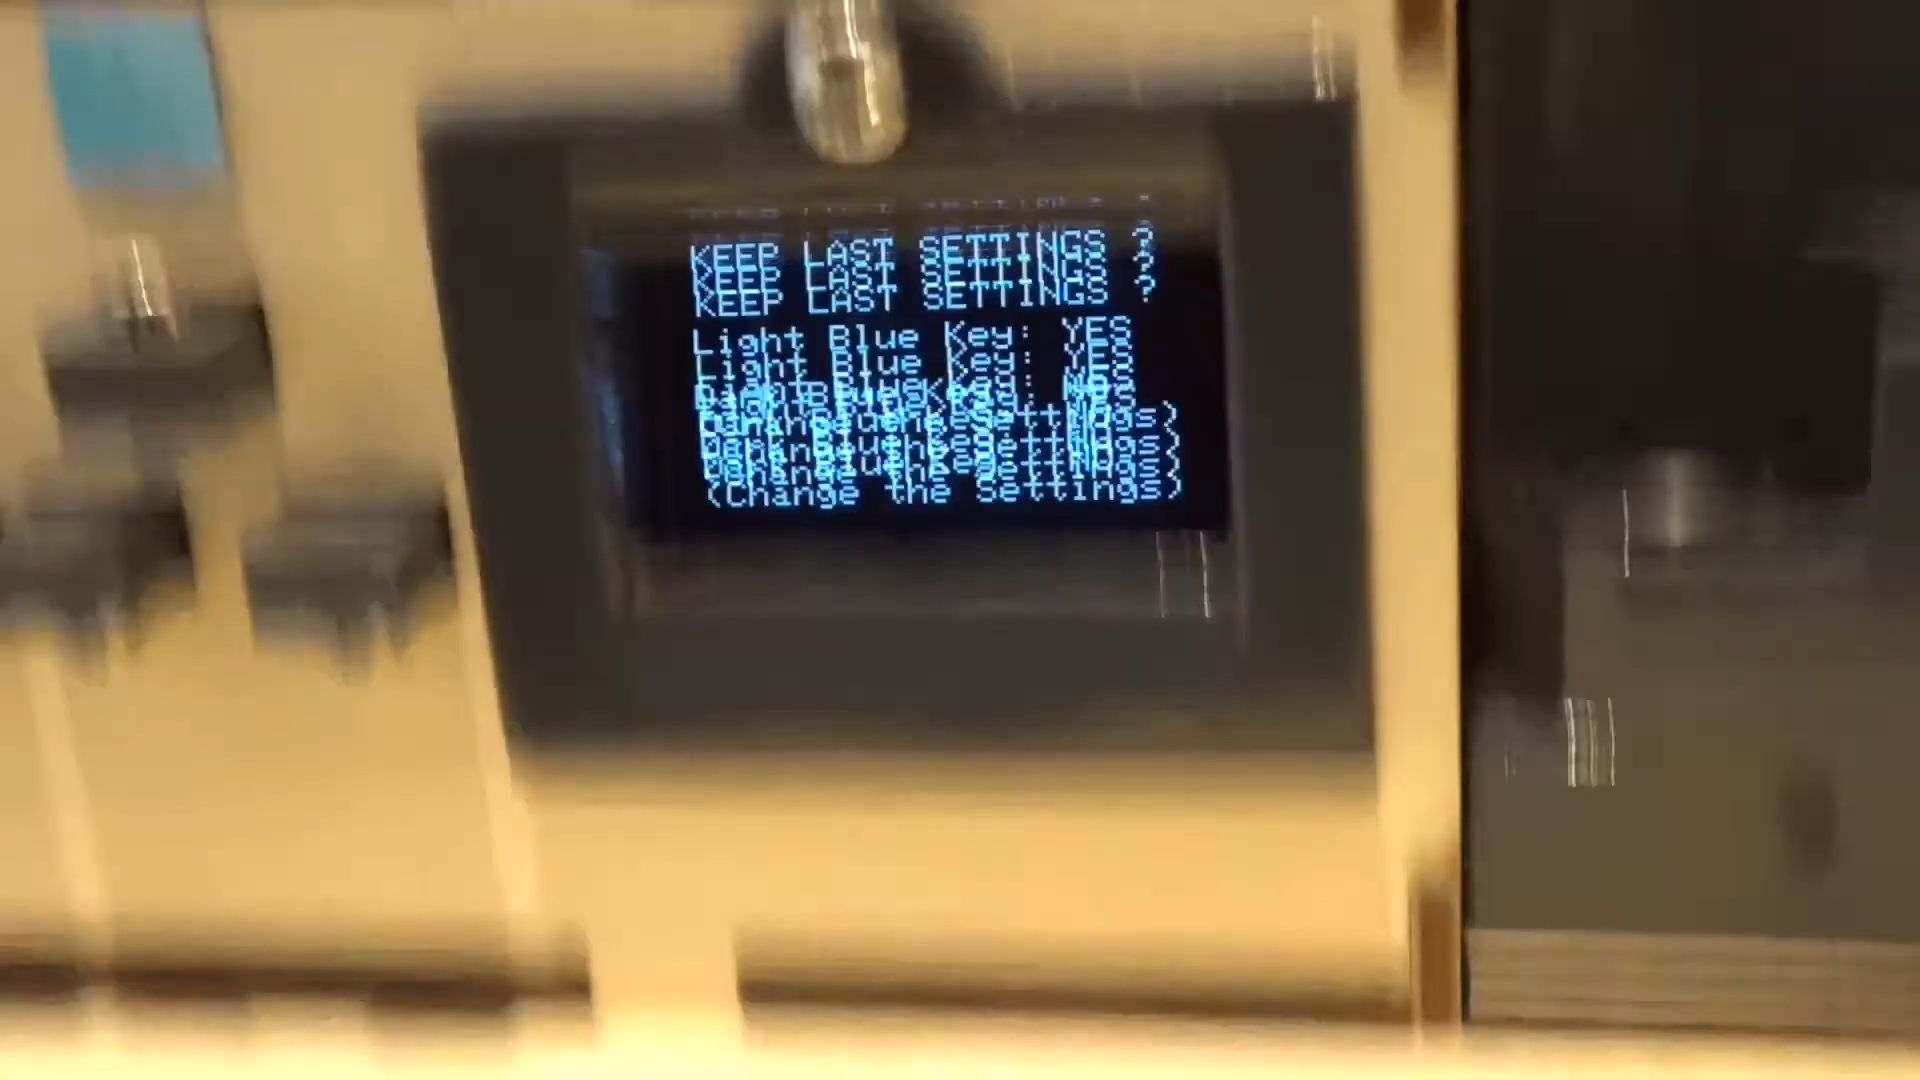 KEEP LAST SETTINGS ?
Light Blue Key: YES
Dark Blue Key: NO
(Change the Settings)